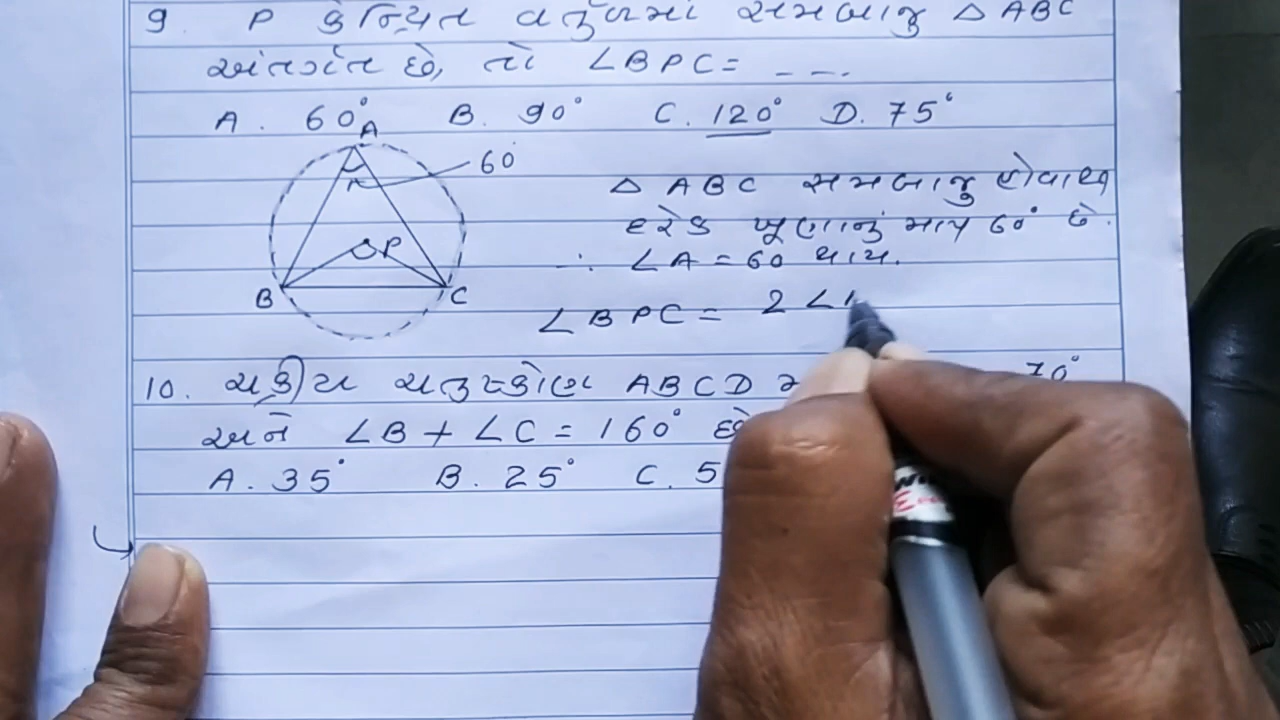 9. P કેન્દ્રિત વર્તુળમાં સમબાજુ △ ABC
અંતર્ગત છે, તો ∠BPC = ---.
A. 60° B. 90° C. 120° D. 75°
A
60
P
B
C
△ ABC સમબાજુ હોવાથી
દરેક ખૂણાનું માપ 60° છે.
∴ ∠A = 60 થાય.
∠BPC = 2∠
10. ચક્રીય ચતુષ્કોણ ABCD
70°
અને ∠B + ∠C = 160° છે
A. 35° B. 25° C. 5